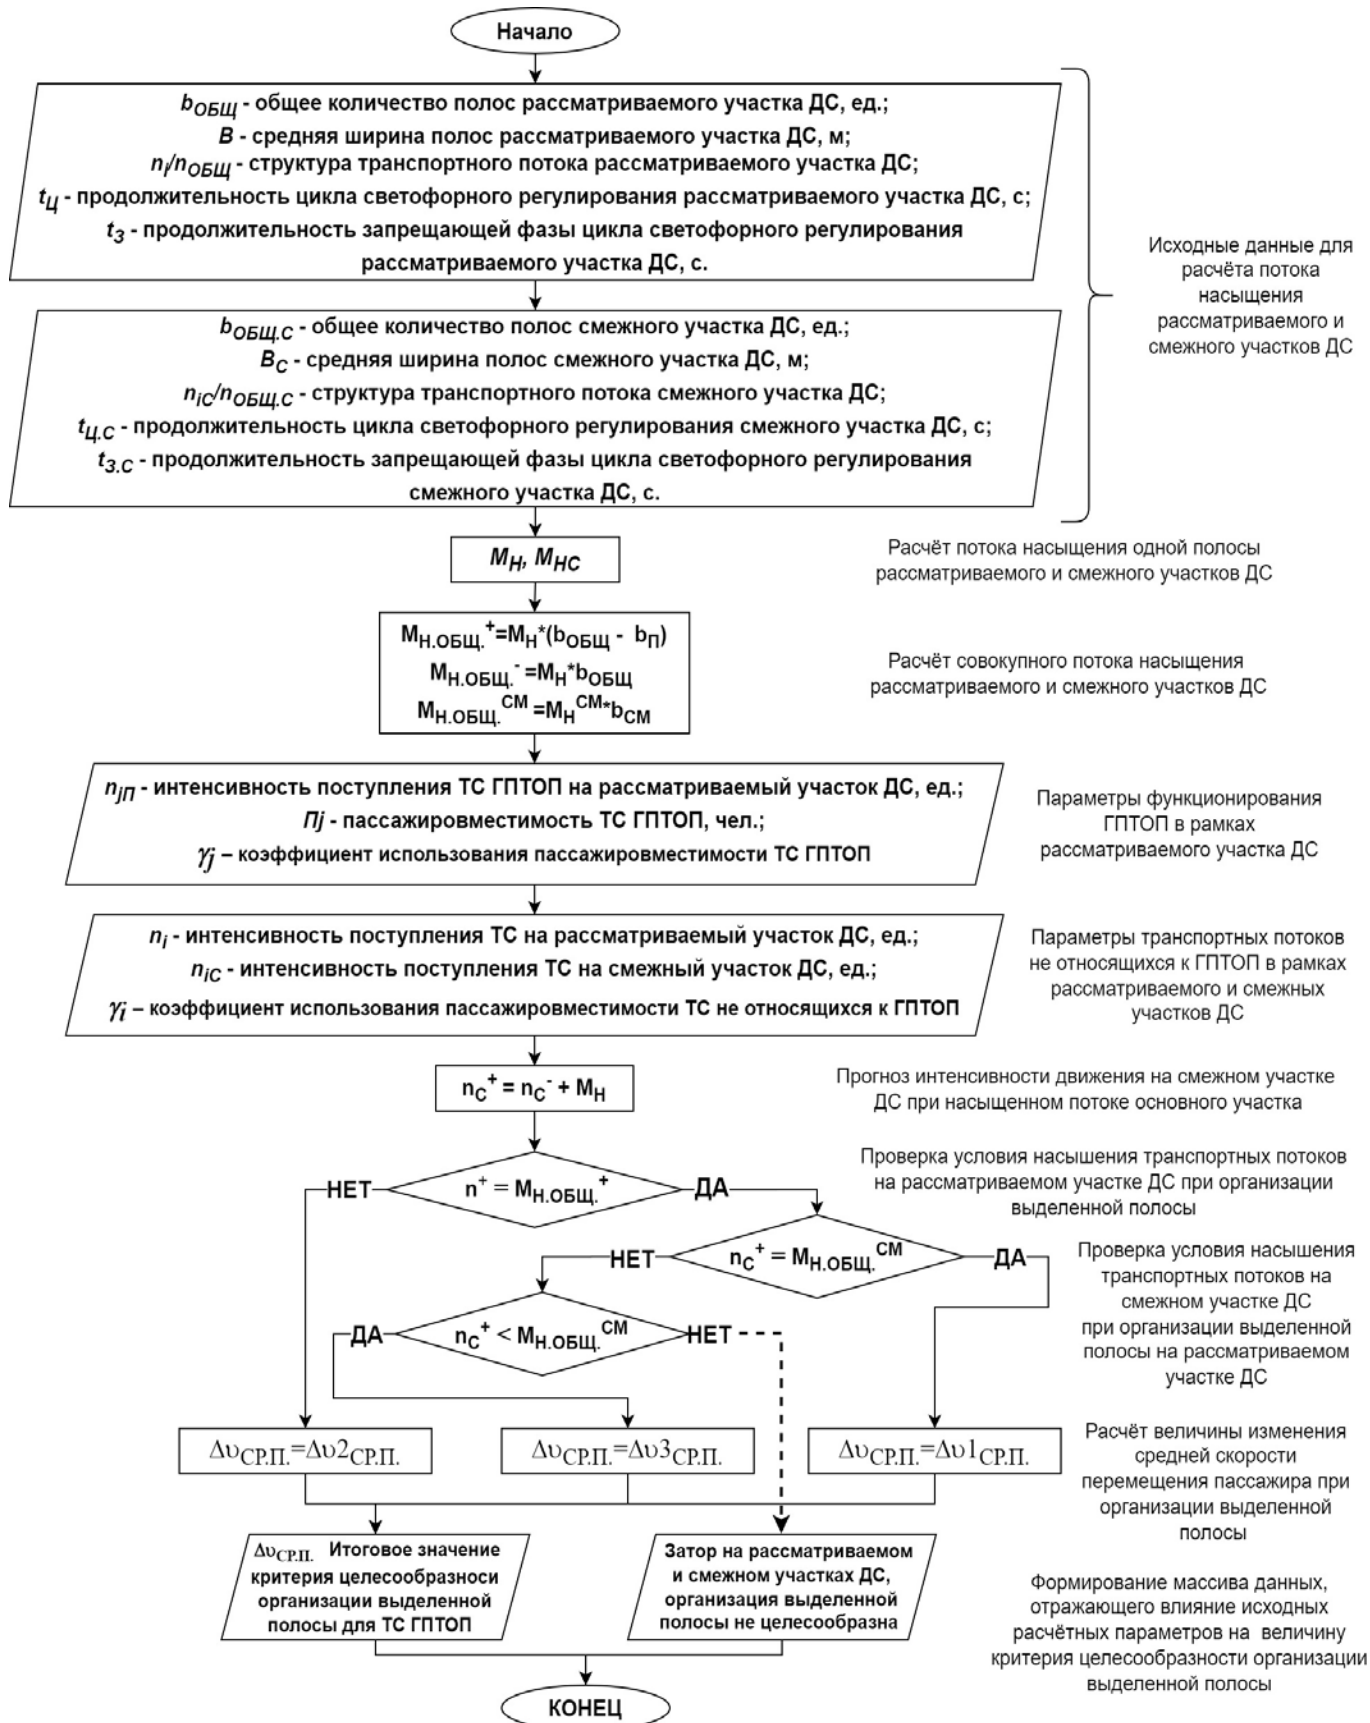 Начало
b_ОБЩ - общее количество полос рассматриваемого участка ДС, ед.;
B - средняя ширина полос рассматриваемого участка ДС, м;
n_i/n_ОБЩ - структура транспортного потока рассматриваемого участка ДС;
t_Ц - продолжительность цикла светофорного регулирования рассматриваемого участка ДС, с;
t_З - продолжительность запрещающей фазы цикла светофорного регулирования
рассматриваемого участка ДС, с.
Исходные данные для
расчёта потока
насыщения
рассматриваемого и
смежного участков ДС
b_ОБЩ.С - общее количество полос смежного участка ДС, ед.;
B_С - средняя ширина полос смежного участка ДС, м;
n_iС/n_ОБЩ.С - структура транспортного потока смежного участка ДС;
t_Ц.С - продолжительность цикла светофорного регулирования смежного участка ДС, с;
t_З.С - продолжительность запрещающей фазы цикла светофорного регулирования
смежного участка ДС, с.
M_Н, M_НС
Расчёт потока насыщения одной полосы
рассматриваемого и смежного участков ДС
M_Н.ОБЩ.^+=M_Н*(b_ОБЩ - b_П)
M_Н.ОБЩ.^- =M_Н*b_ОБЩ
M_Н.ОБЩ.^СМ =M_Н^СМ*b_СМ
Расчёт совокупного потока насыщения
рассматриваемого и смежного участков ДС
n_jП - интенсивность поступления ТС ГПТОП на рассматриваемый участок ДС, ед.;
Пj - пассажировместимость ТС ГПТОП, чел.;
γ_j – коэффициент использования пассажировместимости ТС ГПТОП
Параметры функционирования
ГПТОП в рамках
рассматриваемого участка ДС
n_i - интенсивность поступления ТС на рассматриваемый участок ДС, ед.;
n_iС - интенсивность поступления ТС на смежный участок ДС, ед.;
γ_i – коэффициент использования пассажировместимости ТС не относящихся к ГПТОП
Параметры транспортных потоков
не относящихся к ГПТОП в рамках
рассматриваемого и смежных
участков ДС
n_С^+ = n_С^- + M_Н
Прогноз интенсивности движения на смежном участке
ДС при насыщенном потоке основного участка
Проверка условия насышения транспортных потоков
на рассматриваемом участке ДС при организации
выделенной полосы
НЕТ
n^+ = M_Н.ОБЩ.^+
ДА
НЕТ
n_С^+ = M_Н.ОБЩ.^СМ
ДА
Проверка условия насышения
транспортных потоков на
смежном участке ДС
при организации выделенной
полосы на рассматриваемом
участке ДС
ДА
n_С^+ < M_Н.ОБЩ.^СМ
НЕТ
Δυ_СР.П.=Δυ2_СР.П.
Δυ_СР.П.=Δυ3_СР.П.
Δυ_СР.П.=Δυ1_СР.П.
Расчёт величины изменения
средней скорости
перемещения пассажира при
организации выделенной
полосы
Δυ_СР.П. Итоговое значение
критерия целесообразноси
организации выделенной
полосы для ТС ГПТОП
Затор на рассматриваемом
и смежном участках ДС,
организация выделенной
полосы не целесообразна
Формирование массива данных,
отражающего влияние исходных
расчётных параметров на величину
критерия целесообразности организации
выделенной полосы
КОНЕЦ